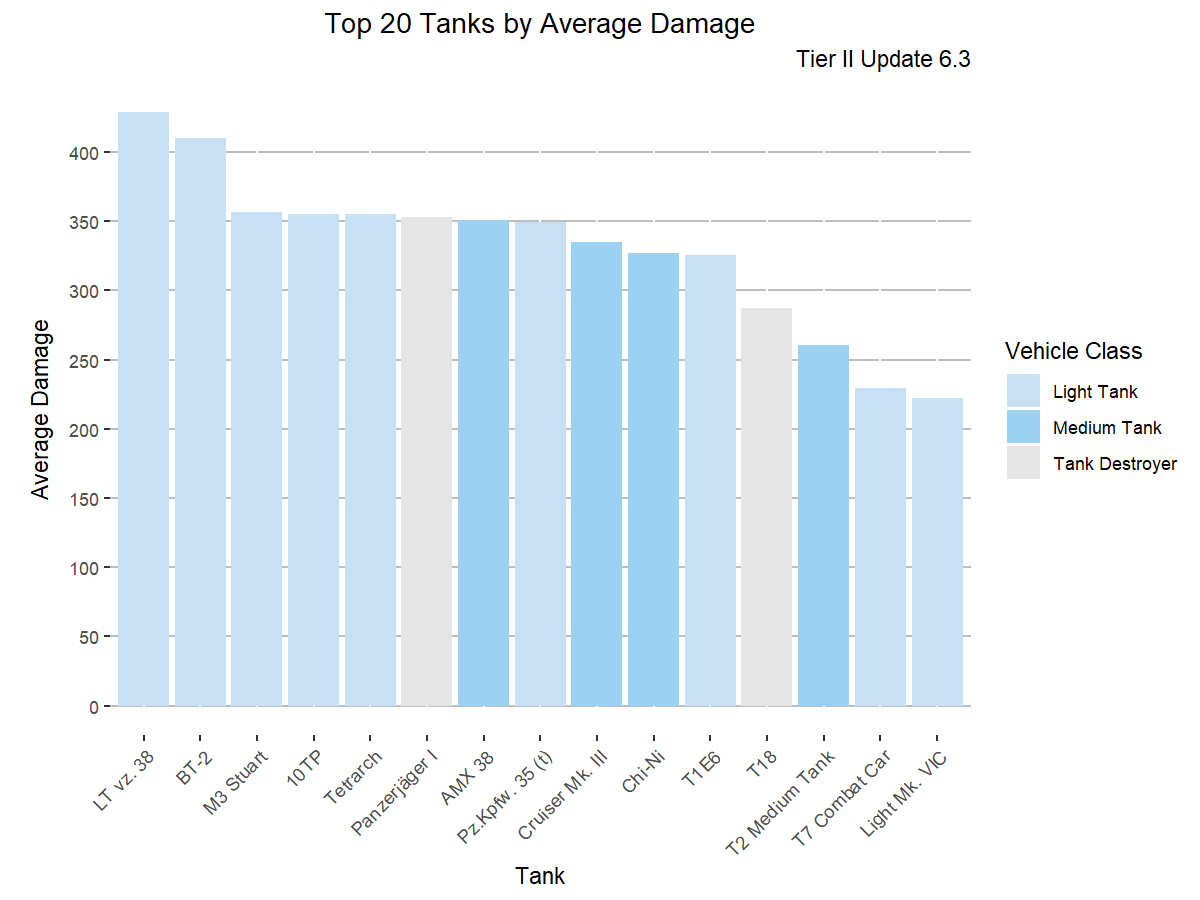 Top 20 Tanks by Average Damage
Tier II Update 6.3
Average Damage
400
350
300
250
200
150
100
50
0
LT vz. 38
BT-2
M3 Stuart
10TP
Tetrarch
Panzerjäger I
AMX 38
Pz.Kpfw. 35 (t)
Cruiser Mk. III
Chi-Ni
T1E6
T18
T2 Medium Tank
T7 Combat Car
Light Mk. VIC
Tank
Vehicle Class
Light Tank
Medium Tank
Tank Destroyer